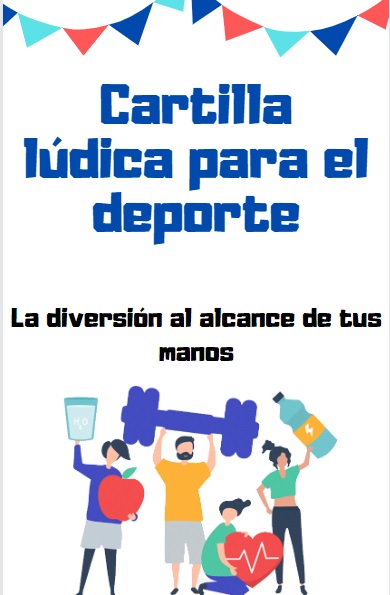 Cartilla
lúdica para el
deporte
La diversión al alcance de tus
manos
H₂O